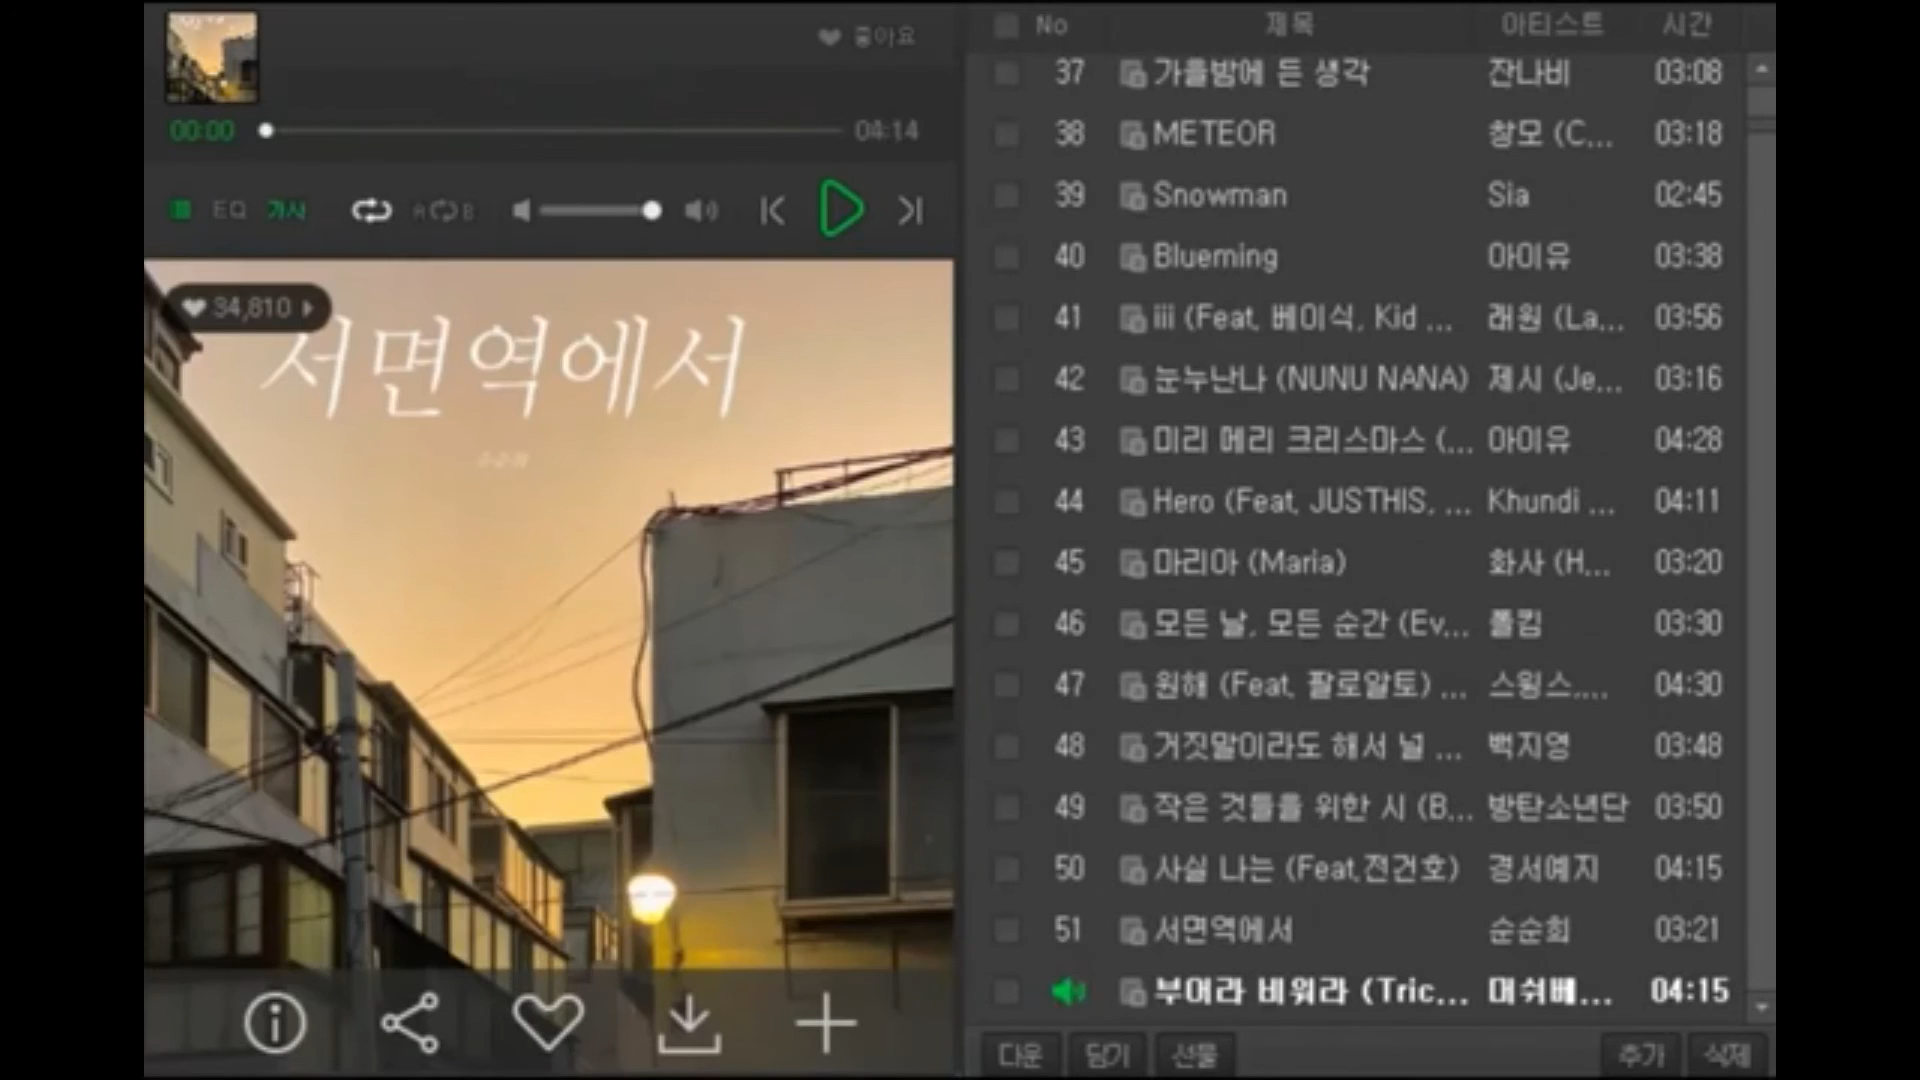 좋아요
00:00 04:14
EQ 가사 A B
34,810
서면역에서
순순희
No 제목 아티스트 시간
37 가을밤에 든 생각 잔나비 03:08
38 METEOR 창모 (C... 03:18
39 Snowman Sia 02:45
40 Blueming 아이유 03:38
41 iii (Feat. 베이식, Kid ... 래원 (La... 03:56
42 눈누난나 (NUNU NANA) 제시 (Je... 03:16
43 미리 메리 크리스마스 (... 아이유 04:28
44 Hero (Feat. JUSTHIS, ... Khundi ... 04:11
45 마리아 (Maria) 화사 (H... 03:20
46 모든 날, 모든 순간 (Ev... 폴킴 03:30
47 원해 (Feat. 팔로알토) ... 스윙스,... 04:30
48 거짓말이라도 해서 널 ... 백지영 03:48
49 작은 것들을 위한 시 (B... 방탄소년단 03:50
50 사실 나는 (Feat.전건호) 경서예지 04:15
51 서면역에서 순순희 03:21
부어라 비워라 (Tric... 머쉬베... 04:15
다운 담기 선물 추가 삭제